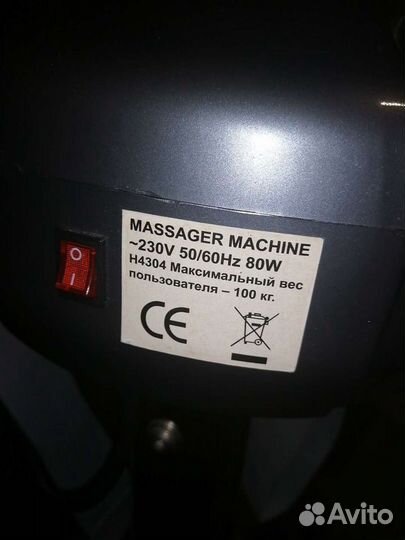 MASSAGER MACHINE
~230V 50/60Hz 80W
H4304 Максимальный вес
пользователя – 100 кг.
CE
Avito